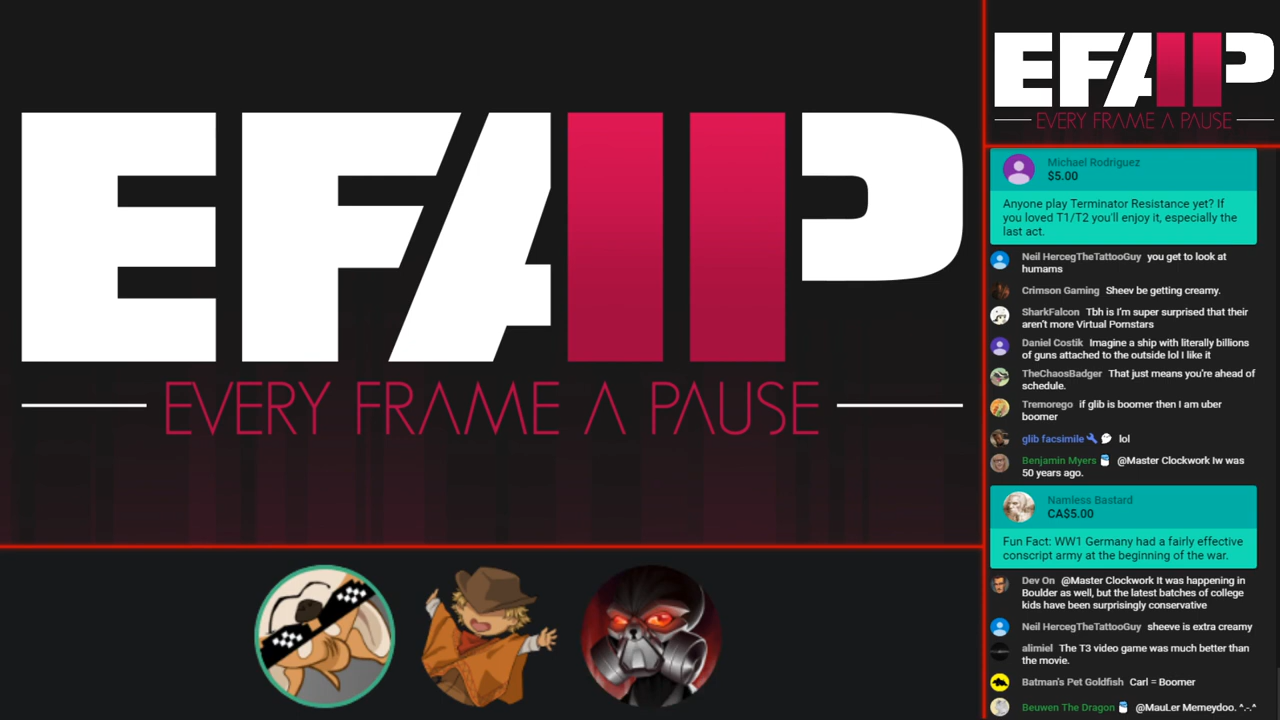 EFAP
EVERY FRAME A PAUSE
EFAP
EVERY FRAME A PAUSE
Michael Rodriguez
$5.00
Anyone play Terminator Resistance yet? If
you loved T1/T2 you'll enjoy it, especially the
last act.
Neil HercegTheTattooGuy you get to look at
humams
Crimson Gaming Sheev be getting creamy.
SharkFalcon Tbh is I'm super surprised that their
aren't more Virtual Pornstars
Daniel Costik Imagine a ship with literally billions
of guns attached to the outside lol I like it
TheChaosBadger That just means you're ahead of
schedule.
Tremorego if glib is boomer then I am uber
boomer
glib facsimile lol
Benjamin Myers @Master Clockwork Iw was
50 years ago.
Namless Bastard
CA$5.00
Fun Fact: WW1 Germany had a fairly effective
conscript army at the beginning of the war.
Dev On @Master Clockwork It was happening in
Boulder as well, but the latest batches of college
kids have been surprisingly conservative
Neil HercegTheTattooGuy sheeve is extra creamy
alimiel The T3 video game was much better than
the movie.
Batman's Pet Goldfish Carl = Boomer
Beuwen The Dragon @MauLer Memeydoo. ^.-.^